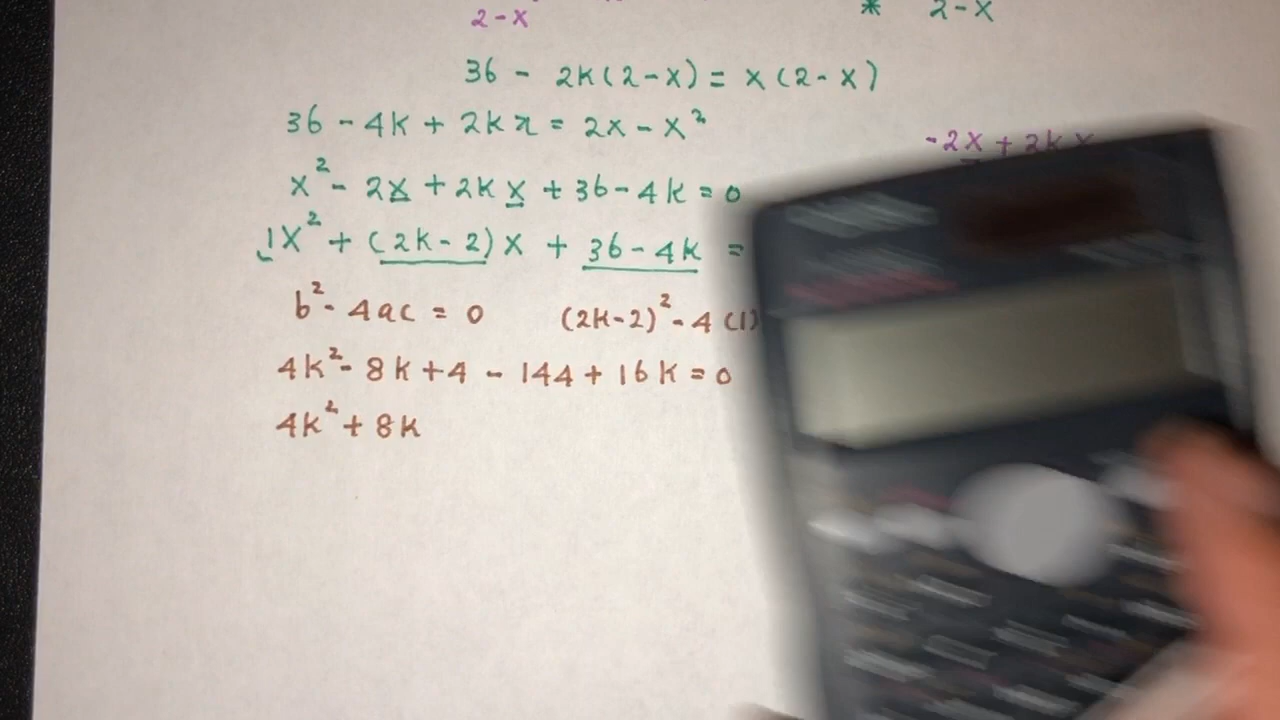 2-x
* 2-x
36 - 2k(2-x) = x(2-x)
36 - 4k + 2kx = 2x - x²
-2x + 2kx
x² - 2x + 2kx + 36 - 4k = 0
1x² + (2k-2)x + 36-4k =
b² - 4ac = 0 (2k-2)² - 4(1)
4k² - 8k + 4 - 144 + 16k = 0
4k² + 8k